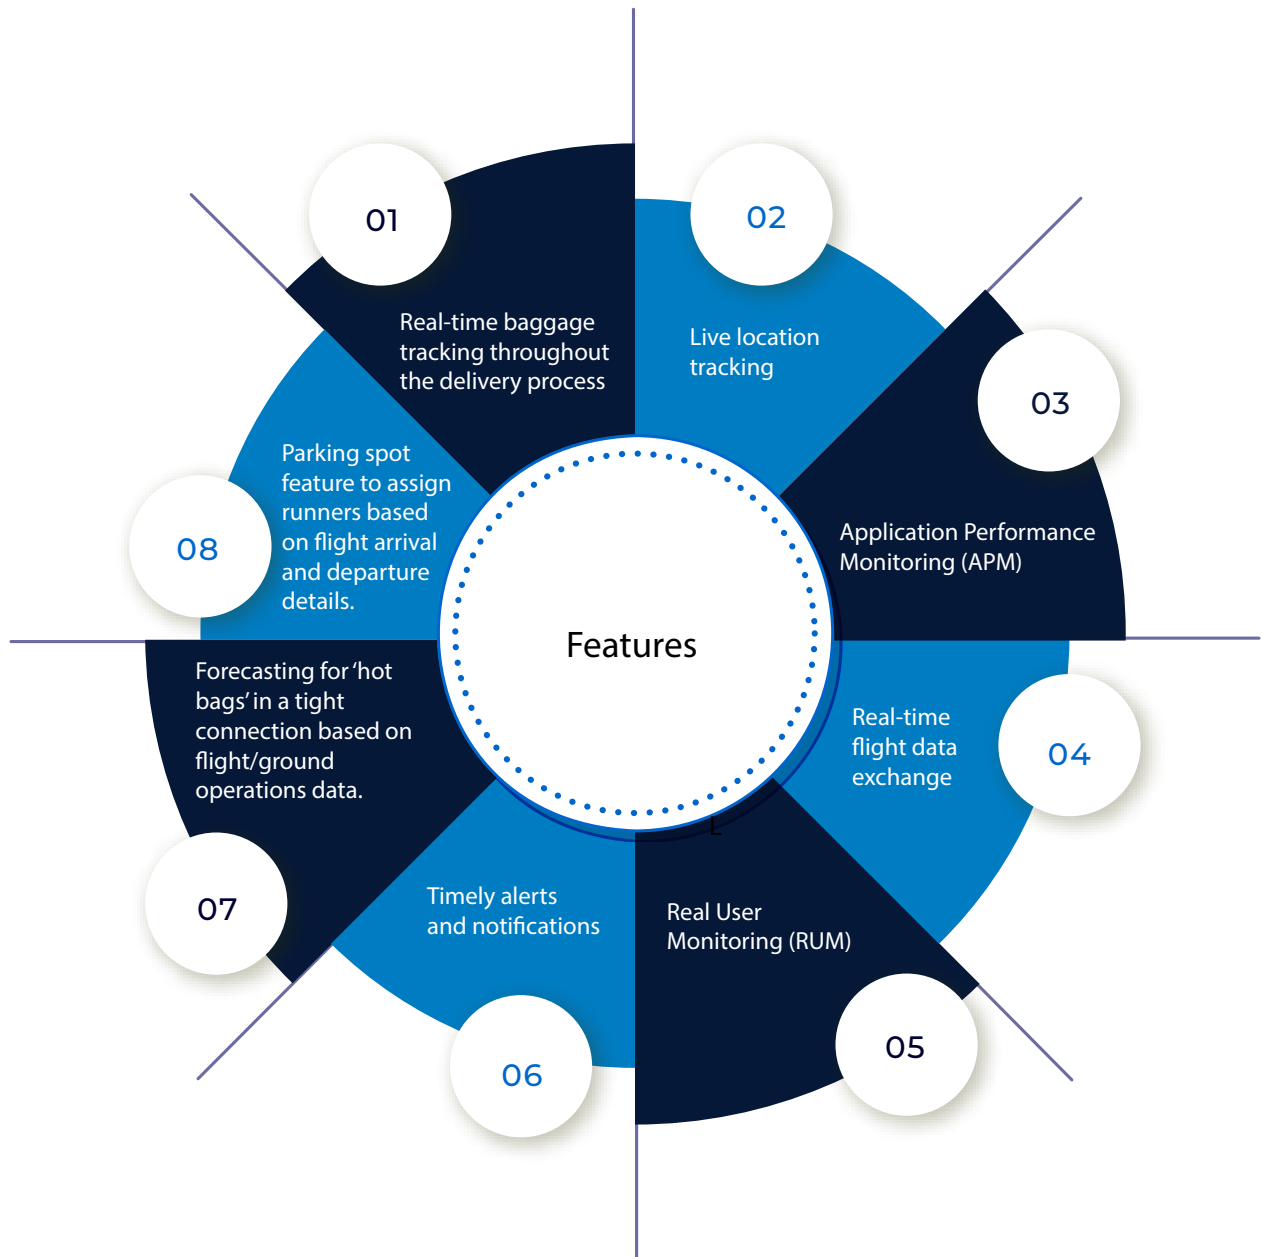 01
Real-time baggage
tracking throughout
the delivery process
02
Live location
tracking
03
Application Performance
Monitoring (APM)
04
Real-time
flight data
exchange
05
Real User
Monitoring (RUM)
06
Timely alerts
and notifications
07
Forecasting for ‘hot
bags’ in a tight
connection based on
flight/ground
operations data.
08
Parking spot
feature to assign
runners based
on flight arrival
and departure
details.
Features
L